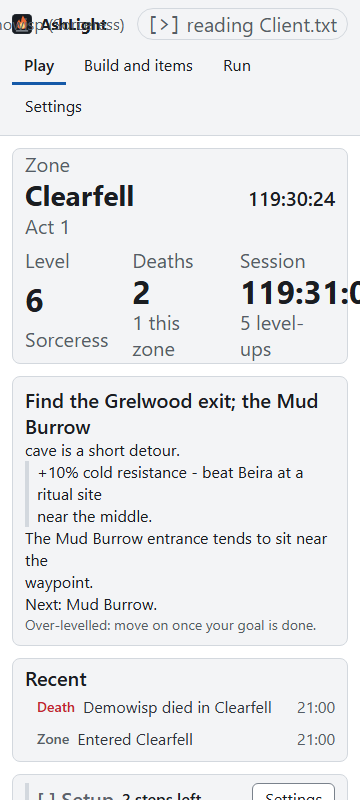 Ashlight
[>] reading Client.txt
Play Build and items Run
Settings
Zone
Clearfell 119:30:24
Act 1
Level Deaths Session
6 2 119:31:0
Sorceress 1 this zone 5 level-ups
Find the Grelwood exit; the Mud
Burrow
cave is a short detour.
+10% cold resistance - beat Beira at a
ritual site
near the middle.
The Mud Burrow entrance tends to sit near
the
waypoint.
Next: Mud Burrow.
Over-levelled: move on once your goal is done.
Recent
Death Demowisp died in Clearfell 21:00
Zone Entered Clearfell 21:00
[ ] Setup 2 steps left Settings